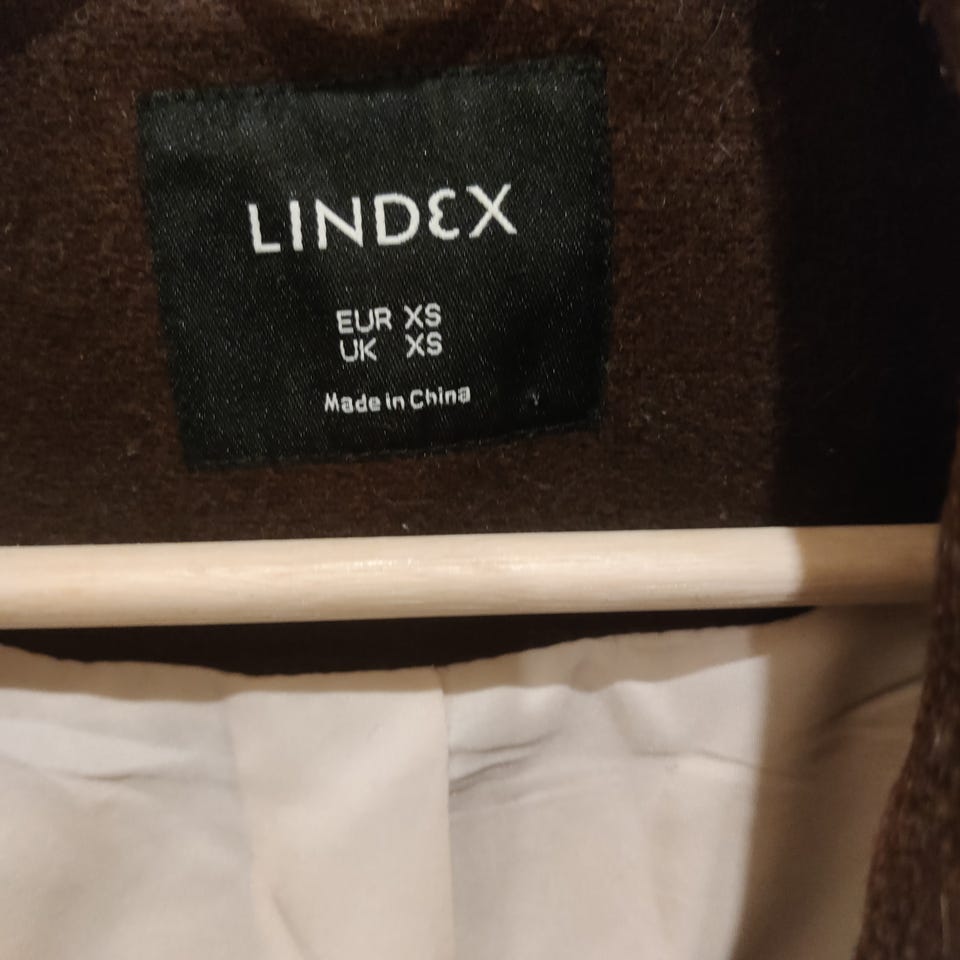 LINDEX
EUR XS
UK XS
Made in China